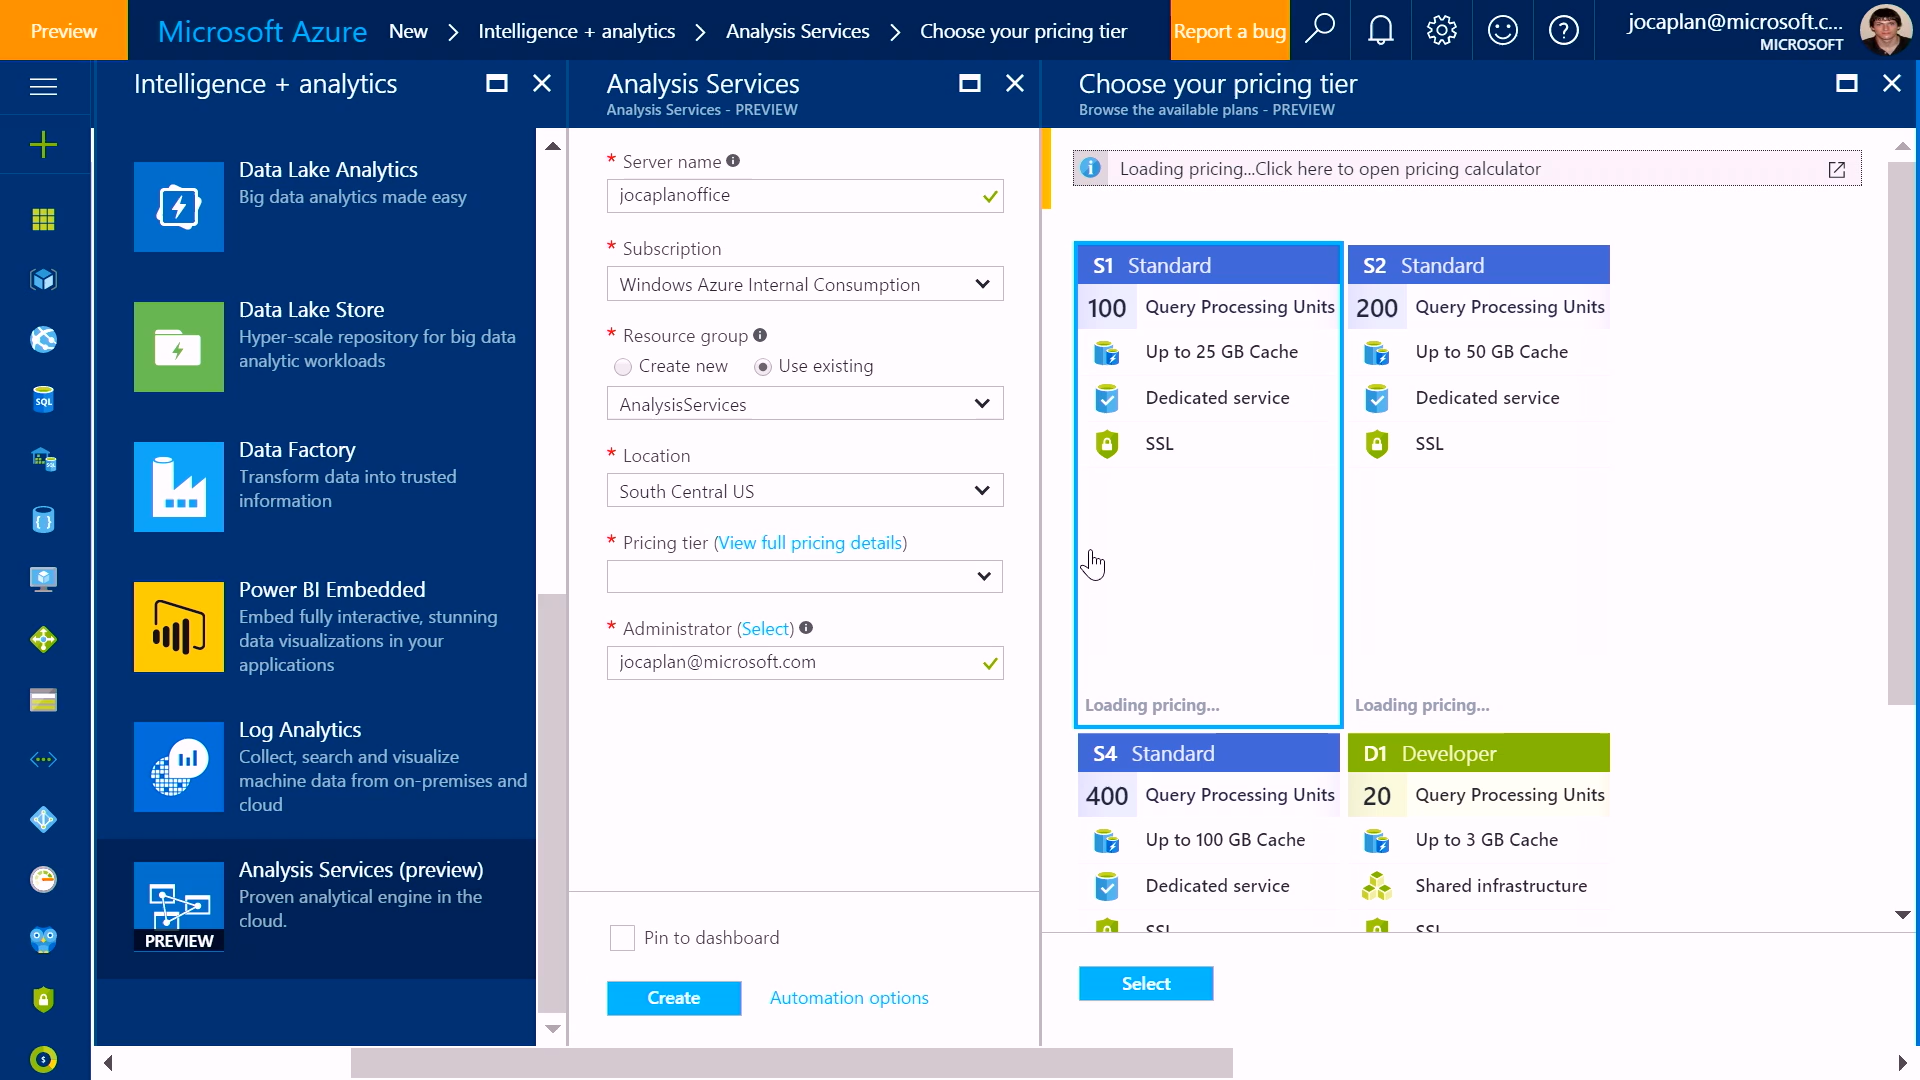 Preview
Microsoft Azure New > Intelligence + analytics > Analysis Services > Choose your pricing tier
Report a bug
jocaplan@microsoft.c...
MICROSOFT
Intelligence + analytics
Data Lake Analytics
Big data analytics made easy
Data Lake Store
Hyper-scale repository for big data
analytic workloads
Data Factory
Transform data into trusted
information
Power BI Embedded
Embed fully interactive, stunning
data visualizations in your
applications
Log Analytics
Collect, search and visualize
machine data from on-premises and
cloud
Analysis Services (preview)
Proven analytical engine in the
cloud.
PREVIEW
Analysis Services
Analysis Services - PREVIEW
* Server name
jocaplanoffice
* Subscription
Windows Azure Internal Consumption
* Resource group
Create new Use existing
AnalysisServices
* Location
South Central US
* Pricing tier (View full pricing details)
* Administrator (Select)
jocaplan@microsoft.com
Pin to dashboard
Create Automation options
Choose your pricing tier
Browse the available plans - PREVIEW
Loading pricing...Click here to open pricing calculator
S1 Standard
100 Query Processing Units
Up to 25 GB Cache
Dedicated service
SSL
Loading pricing...
S2 Standard
200 Query Processing Units
Up to 50 GB Cache
Dedicated service
SSL
Loading pricing...
S4 Standard
400 Query Processing Units
Up to 100 GB Cache
Dedicated service
SSL
D1 Developer
20 Query Processing Units
Up to 3 GB Cache
Shared infrastructure
SSL
Select